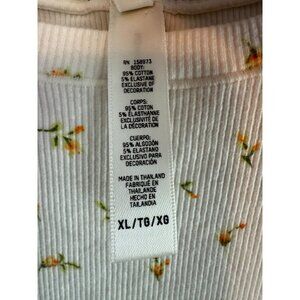 RN 158973
BODY:
95% COTTON
5% ELASTANE
EXCLUSIVE OF
DECORATION
CORPS:
95% COTON
5% ÉLASTHANNE
EXCLUSIVITÉ DE
LA DÉCORATION
CUERPO:
95% ALGODÓN
5% ELASTANO
EXCLUSIVO PARA
DECORACIÓN
MADE IN THAILAND
FABRIQUÉ EN
THAÏLANDE
HECHO EN
TAILANDIA
XL/TG/XG